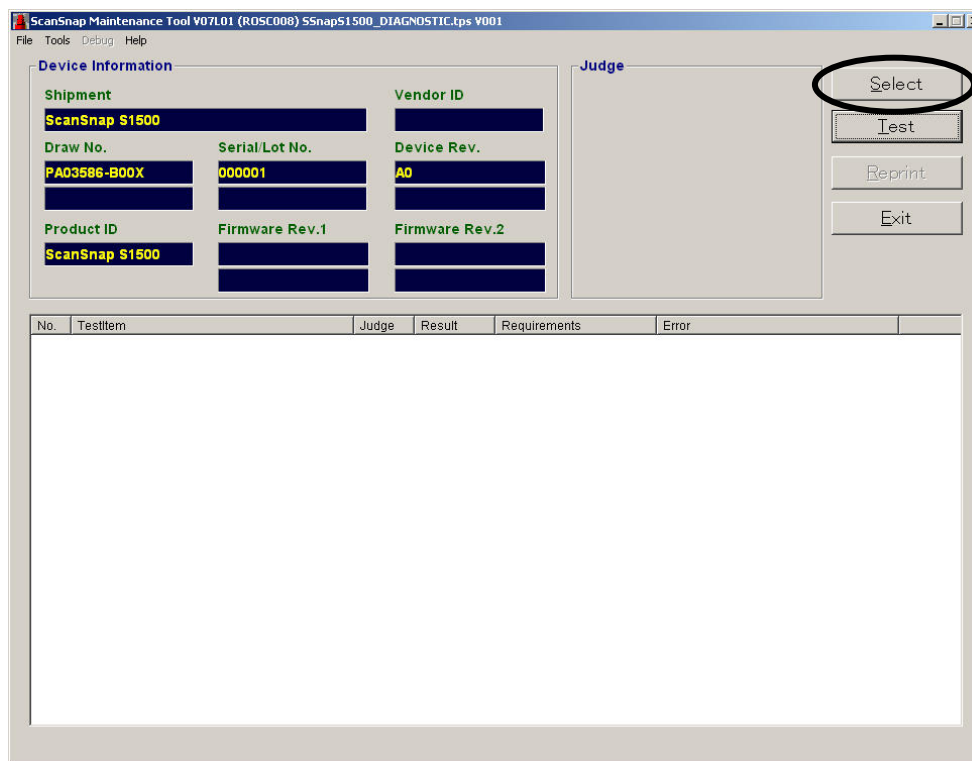 ScanSnap Maintenance Tool V07L01 (ROSC008) SSnapS1500_DIAGNOSTIC.tps V001
File Tools Debug Help
Device Information
Judge
Select
Shipment
Vendor ID
ScanSnap S1500
Test
Draw No.
Serial/Lot No.
Device Rev.
PA03586-B00X
000001
A0
Reprint
Exit
Product ID
Firmware Rev.1
Firmware Rev.2
ScanSnap S1500
No. TestItem Judge Result Requirements Error